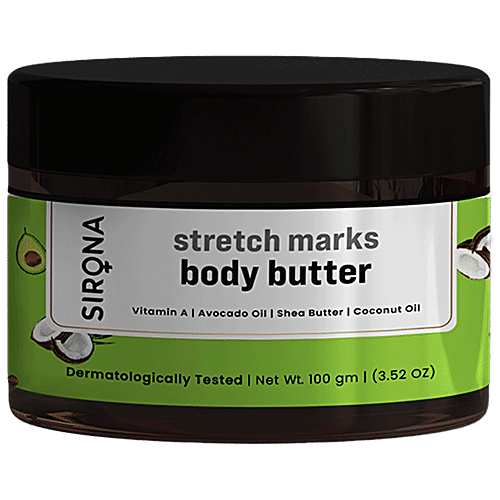 SIRONA
stretch marks
body butter
Vitamin A | Avocado Oil | Shea Butter | Coconut Oil
Dermatologically Tested | Net Wt. 100 gm | (3.52 OZ)